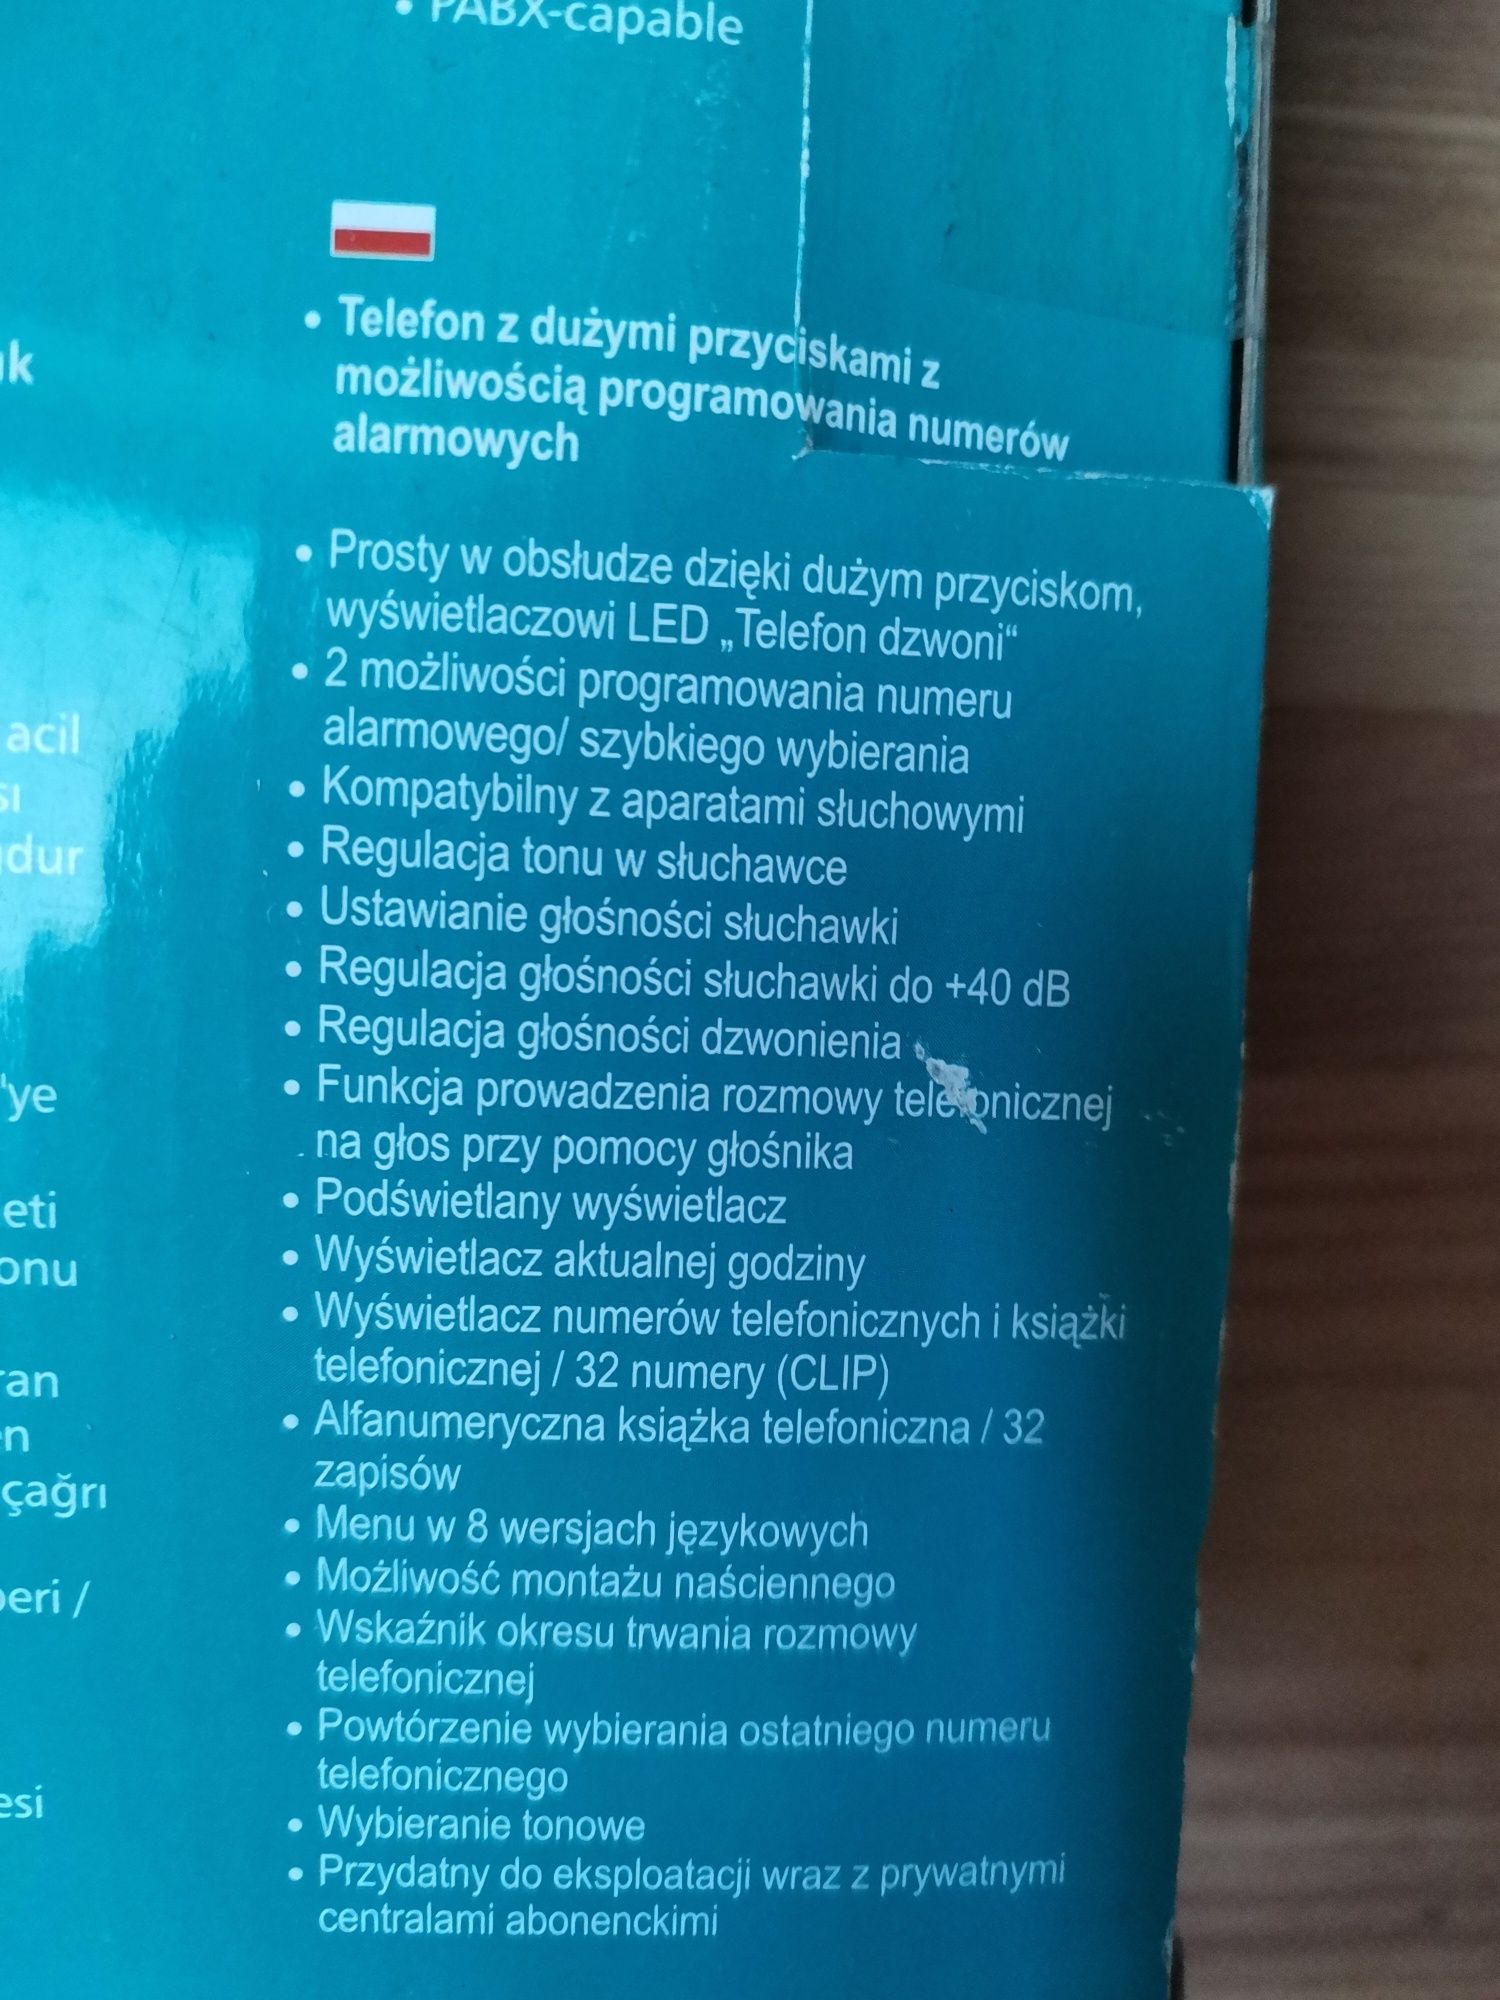 • PABX-capable
• Telefon z dużymi przyciskami z
możliwością programowania numerów
alarmowych
• Prosty w obsłudze dzięki dużym przyciskom,
wyświetlaczowi LED „Telefon dzwoni“
• 2 możliwości programowania numeru
alarmowego/ szybkiego wybierania
• Kompatybilny z aparatami słuchowymi
• Regulacja tonu w słuchawce
• Ustawianie głośności słuchawki
• Regulacja głośności słuchawki do +40 dB
• Regulacja głośności dzwonienia
• Funkcja prowadzenia rozmowy telefonicznej
na głos przy pomocy głośnika
• Podświetlany wyświetlacz
• Wyświetlacz aktualnej godziny
• Wyświetlacz numerów telefonicznych i książki
telefonicznej / 32 numery (CLIP)
• Alfanumeryczna książka telefoniczna / 32
zapisów
• Menu w 8 wersjach językowych
• Możliwość montażu naściennego
• Wskaźnik okresu trwania rozmowy
telefonicznej
• Powtórzenie wybierania ostatniego numeru
telefonicznego
• Wybieranie tonowe
• Przydatny do eksploatacji wraz z prywatnymi
centralami abonenckimi
acil
'ye
çağrı